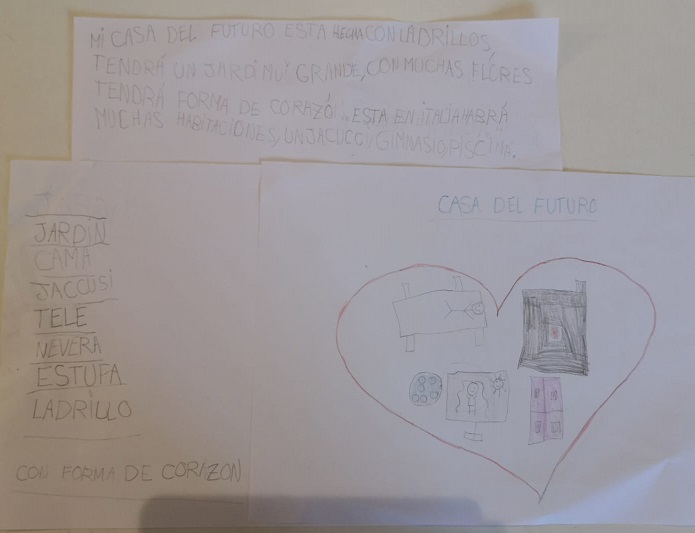 MI CASA DEL FUTURO ESTA HECHA CON LADRILLOS,
TENDRÁ UN JARDI MUI GRANDE, CON MUCHAS FLORES
TENDRÁ FORMA DE CORAZÓ.. ESTA EN ITALIA HABRÁ
MUCHAS HABITACIONES, UN JACUCCI, GIMNASIO, PISCINA.
JARDIN
CAMA
JACCUSI
TELE
NEVERA
ESTUFA
LADRILLO
CON FORMA DE CORIZON
CASA DEL FUTURO